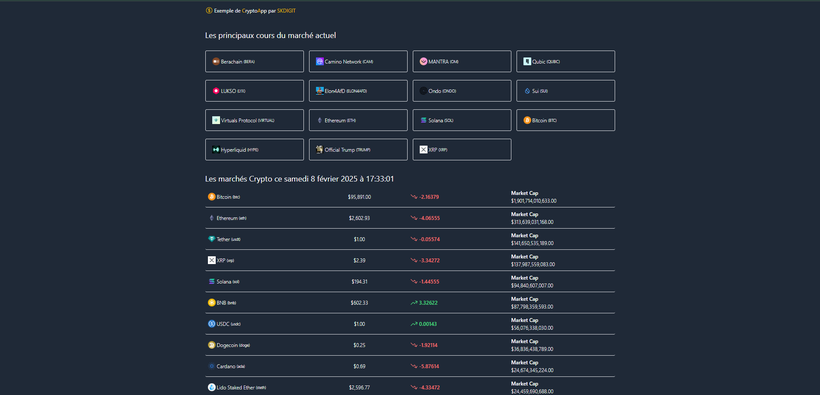 Exemple de CryptoApp par SKDIGIT
Les principaux cours du marché actuel
Berachain (BERA) Camino Network (CAM) MANTRA (OM) Qubic (QUBIC)
LUKSO (LYX) Elon4AfD (ELON4AFD) Ondo (ONDO) Sui (SUI)
Virtuals Protocol (VIRTUAL) Ethereum (ETH) Solana (SOL) Bitcoin (BTC)
Hyperliquid (HYPE) Official Trump (TRUMP) XRP (XRP)
Les marchés Crypto ce samedi 8 février 2025 à 17:33:01
Bitcoin (btc) $95,891.00 -2.16379 Market Cap
$1,901,714,010,633.00
Ethereum (eth) $2,602.93 -4.06555 Market Cap
$313,639,031,168.00
Tether (usdt) $1.00 -0.05574 Market Cap
$141,650,535,189.00
XRP (xrp) $2.39 -3.34272 Market Cap
$137,987,559,083.00
Solana (sol) $194.31 -1.44555 Market Cap
$94,840,607,007.00
BNB (bnb) $602.33 3.32622 Market Cap
$87,798,359,593.00
USDC (usdc) $1.00 0.00143 Market Cap
$56,076,338,030.00
Dogecoin (doge) $0.25 -1.92114 Market Cap
$36,836,438,789.00
Cardano (ada) $0.69 -5.87614 Market Cap
$24,674,345,224.00
Lido Staked Ether (steth) $2,596.77 -4.33472 Market Cap
$24,459,690,688.00